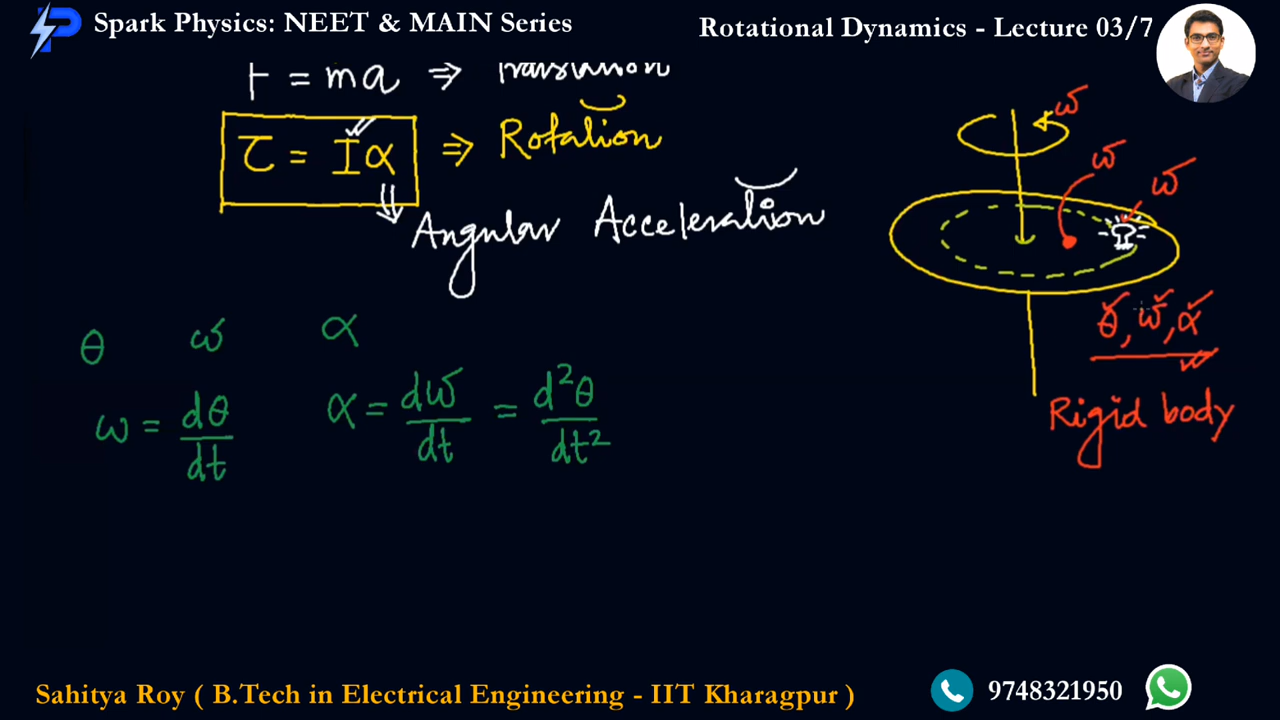 Spark Physics: NEET & MAIN Series
Rotational Dynamics - Lecture 03/7
F = ma ⇒ Translation
τ = Iα ⇒ Rotation
⇓ Angular Acceleration
ω
ω
ω
θ, ω, α
Rigid body
θ ω α
ω = dθ/dt
α = dω/dt = d²θ/dt²
Sahitya Roy ( B.Tech in Electrical Engineering - IIT Kharagpur )
9748321950